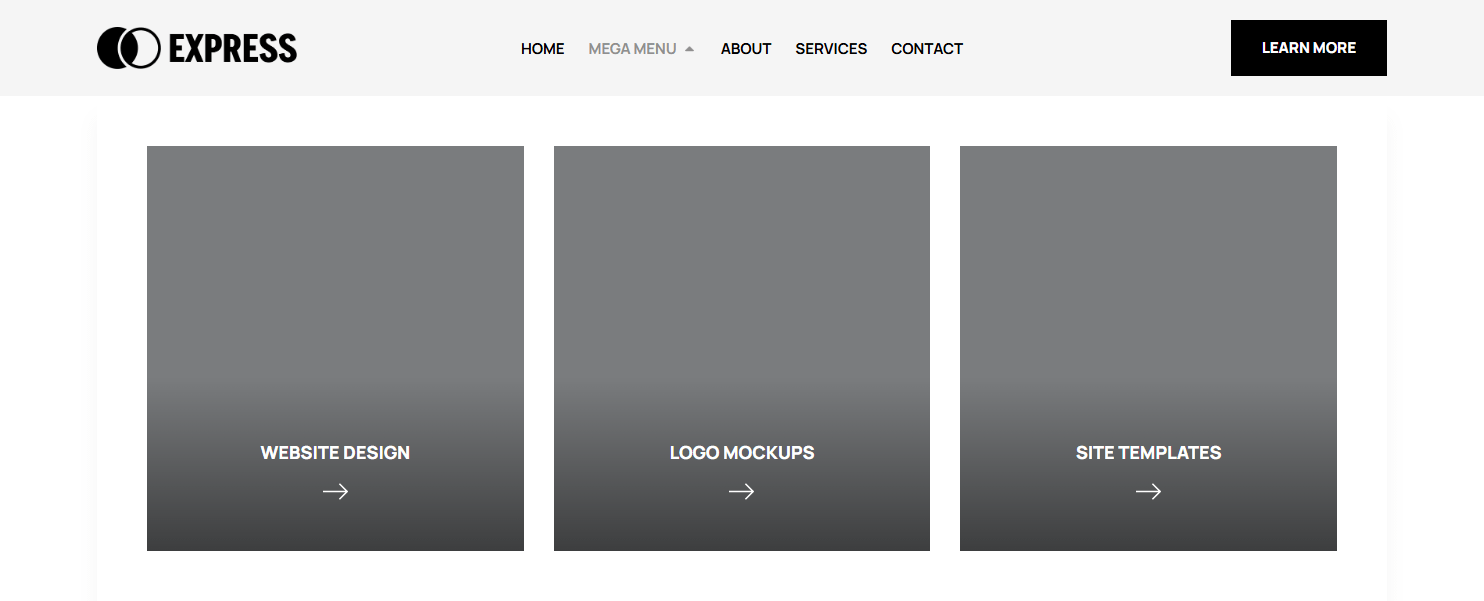 EXPRESS
HOME MEGA MENU ABOUT SERVICES CONTACT
LEARN MORE
WEBSITE DESIGN
LOGO MOCKUPS
SITE TEMPLATES